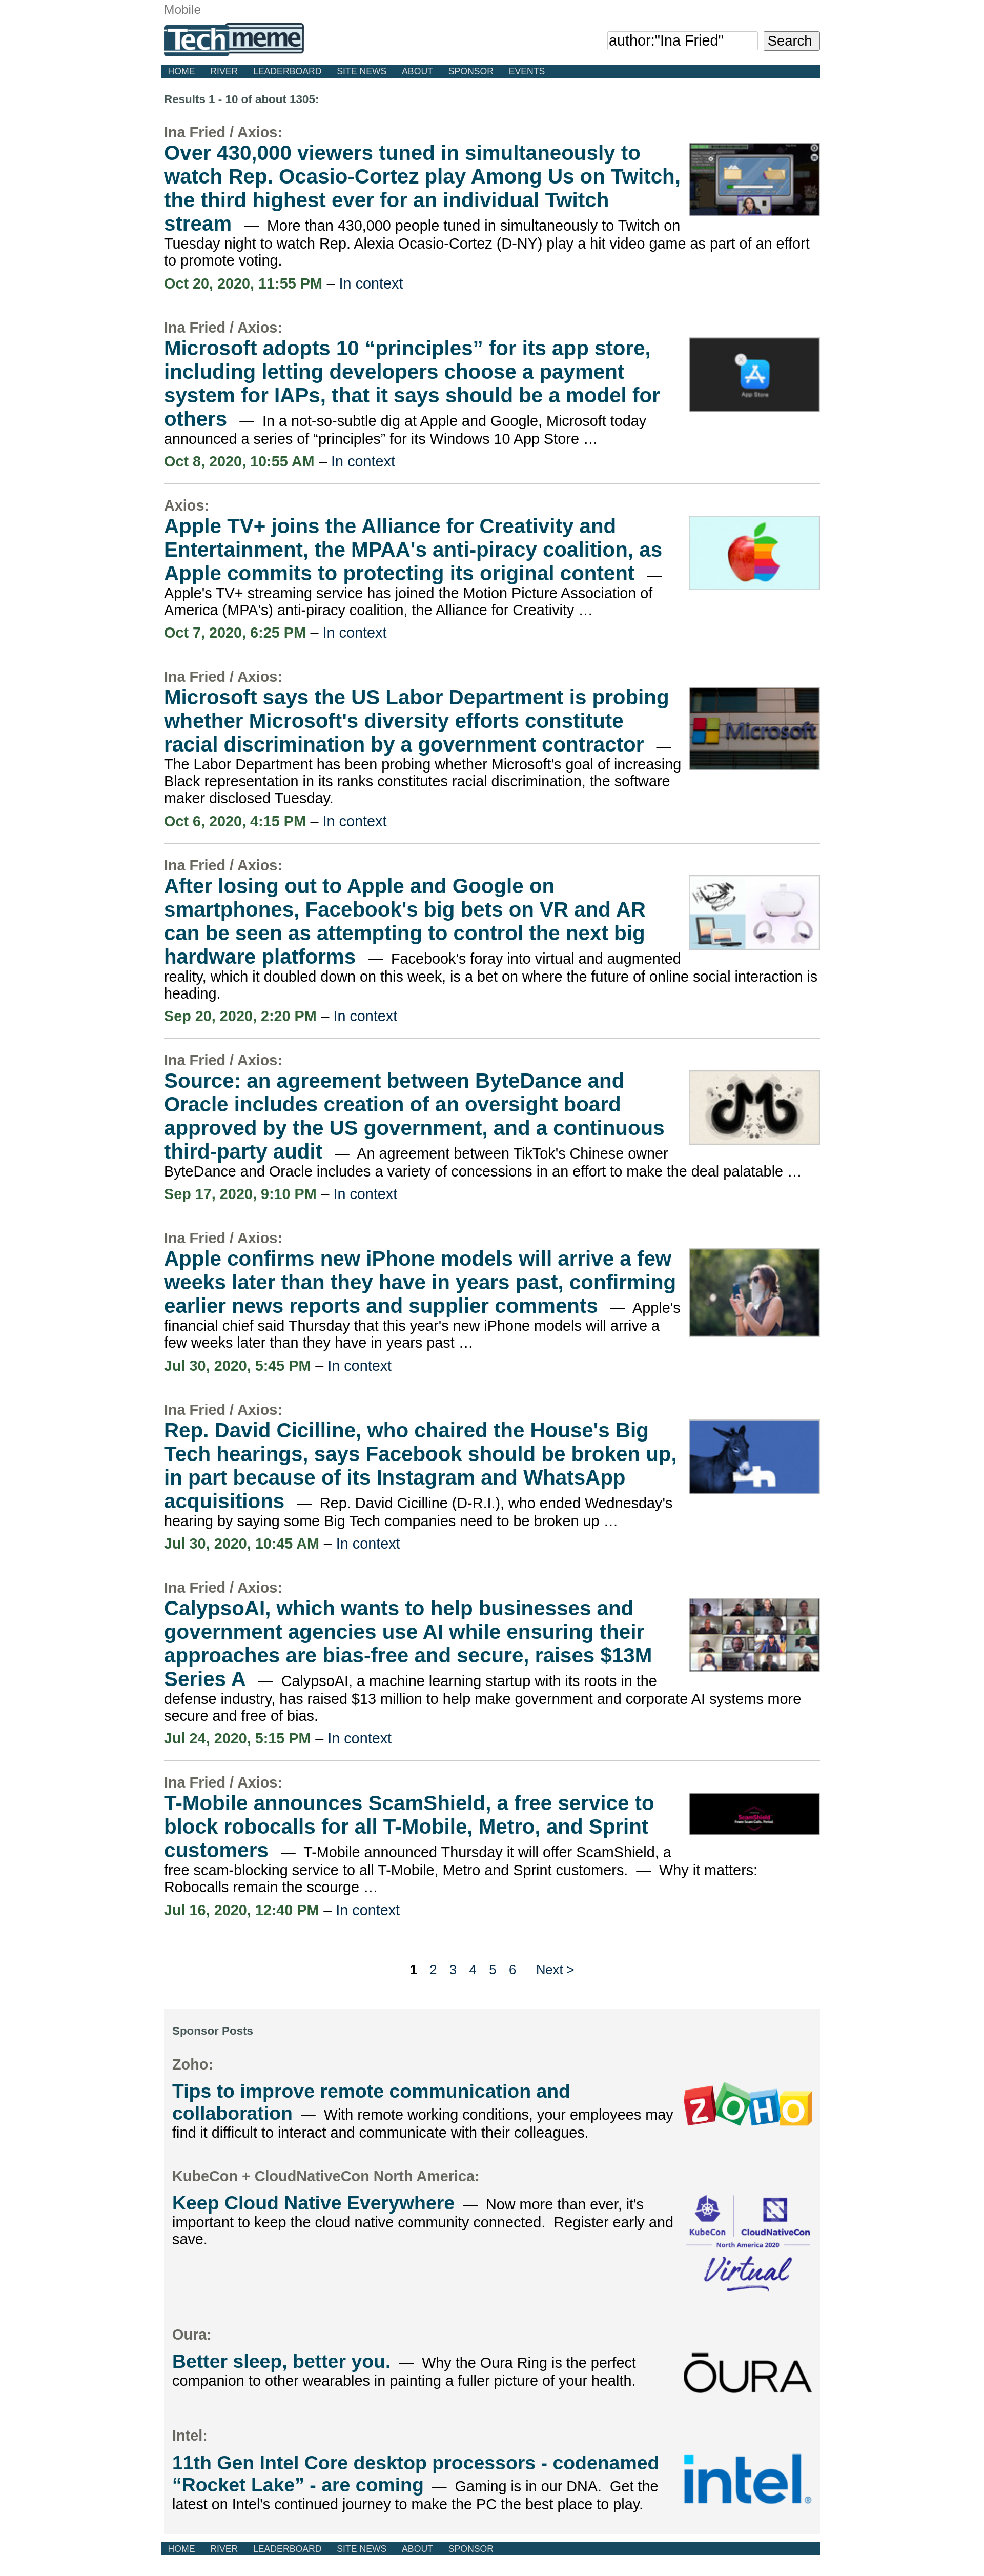 Mobile
Techmeme
author:"Ina Fried"
Search
HOME RIVER LEADERBOARD SITE NEWS ABOUT SPONSOR EVENTS
Results 1 - 10 of about 1305:
Ina Fried / Axios:
Over 430,000 viewers tuned in simultaneously to
watch Rep. Ocasio-Cortez play Among Us on Twitch,
the third highest ever for an individual Twitch
stream — More than 430,000 people tuned in simultaneously to Twitch on
Tuesday night to watch Rep. Alexia Ocasio-Cortez (D-NY) play a hit video game as part of an effort
to promote voting.
Oct 20, 2020, 11:55 PM – In context
Ina Fried / Axios:
Microsoft adopts 10 “principles” for its app store,
including letting developers choose a payment
system for IAPs, that it says should be a model for
others — In a not-so-subtle dig at Apple and Google, Microsoft today
announced a series of “principles” for its Windows 10 App Store …
App Store
Oct 8, 2020, 10:55 AM – In context
Axios:
Apple TV+ joins the Alliance for Creativity and
Entertainment, the MPAA's anti-piracy coalition, as
Apple commits to protecting its original content —
Apple's TV+ streaming service has joined the Motion Picture Association of
America (MPA's) anti-piracy coalition, the Alliance for Creativity …
Oct 7, 2020, 6:25 PM – In context
Ina Fried / Axios:
Microsoft says the US Labor Department is probing
whether Microsoft's diversity efforts constitute
racial discrimination by a government contractor —
The Labor Department has been probing whether Microsoft's goal of increasing
Black representation in its ranks constitutes racial discrimination, the software
maker disclosed Tuesday.
Microsoft
Oct 6, 2020, 4:15 PM – In context
Ina Fried / Axios:
After losing out to Apple and Google on
smartphones, Facebook's big bets on VR and AR
can be seen as attempting to control the next big
hardware platforms — Facebook's foray into virtual and augmented
reality, which it doubled down on this week, is a bet on where the future of online social interaction is
heading.
Sep 20, 2020, 2:20 PM – In context
Ina Fried / Axios:
Source: an agreement between ByteDance and
Oracle includes creation of an oversight board
approved by the US government, and a continuous
third-party audit — An agreement between TikTok's Chinese owner
ByteDance and Oracle includes a variety of concessions in an effort to make the deal palatable …
Sep 17, 2020, 9:10 PM – In context
Ina Fried / Axios:
Apple confirms new iPhone models will arrive a few
weeks later than they have in years past, confirming
earlier news reports and supplier comments — Apple's
financial chief said Thursday that this year's new iPhone models will arrive a
few weeks later than they have in years past …
Jul 30, 2020, 5:45 PM – In context
Ina Fried / Axios:
Rep. David Cicilline, who chaired the House's Big
Tech hearings, says Facebook should be broken up,
in part because of its Instagram and WhatsApp
acquisitions — Rep. David Cicilline (D-R.I.), who ended Wednesday's
hearing by saying some Big Tech companies need to be broken up …
Jul 30, 2020, 10:45 AM – In context
Ina Fried / Axios:
CalypsoAI, which wants to help businesses and
government agencies use AI while ensuring their
approaches are bias-free and secure, raises $13M
Series A — CalypsoAI, a machine learning startup with its roots in the
defense industry, has raised $13 million to help make government and corporate AI systems more
secure and free of bias.
Jul 24, 2020, 5:15 PM – In context
Ina Fried / Axios:
T-Mobile announces ScamShield, a free service to
block robocalls for all T-Mobile, Metro, and Sprint
customers — T-Mobile announced Thursday it will offer ScamShield, a
free scam-blocking service to all T-Mobile, Metro and Sprint customers. — Why it matters:
Robocalls remain the scourge …
ScamShield
Jul 16, 2020, 12:40 PM – In context
1 2 3 4 5 6 Next >
Sponsor Posts
Zoho:
Tips to improve remote communication and
collaboration — With remote working conditions, your employees may
find it difficult to interact and communicate with their colleagues.
ZOHO
KubeCon + CloudNativeCon North America:
Keep Cloud Native Everywhere — Now more than ever, it's
important to keep the cloud native community connected. Register early and
save.
KubeCon CloudNativeCon
North America 2020
Virtual
Oura:
Better sleep, better you. — Why the Oura Ring is the perfect
companion to other wearables in painting a fuller picture of your health.
ŌURA
Intel:
11th Gen Intel Core desktop processors - codenamed
“Rocket Lake” - are coming — Gaming is in our DNA. Get the
latest on Intel's continued journey to make the PC the best place to play.
intel®
HOME RIVER LEADERBOARD SITE NEWS ABOUT SPONSOR